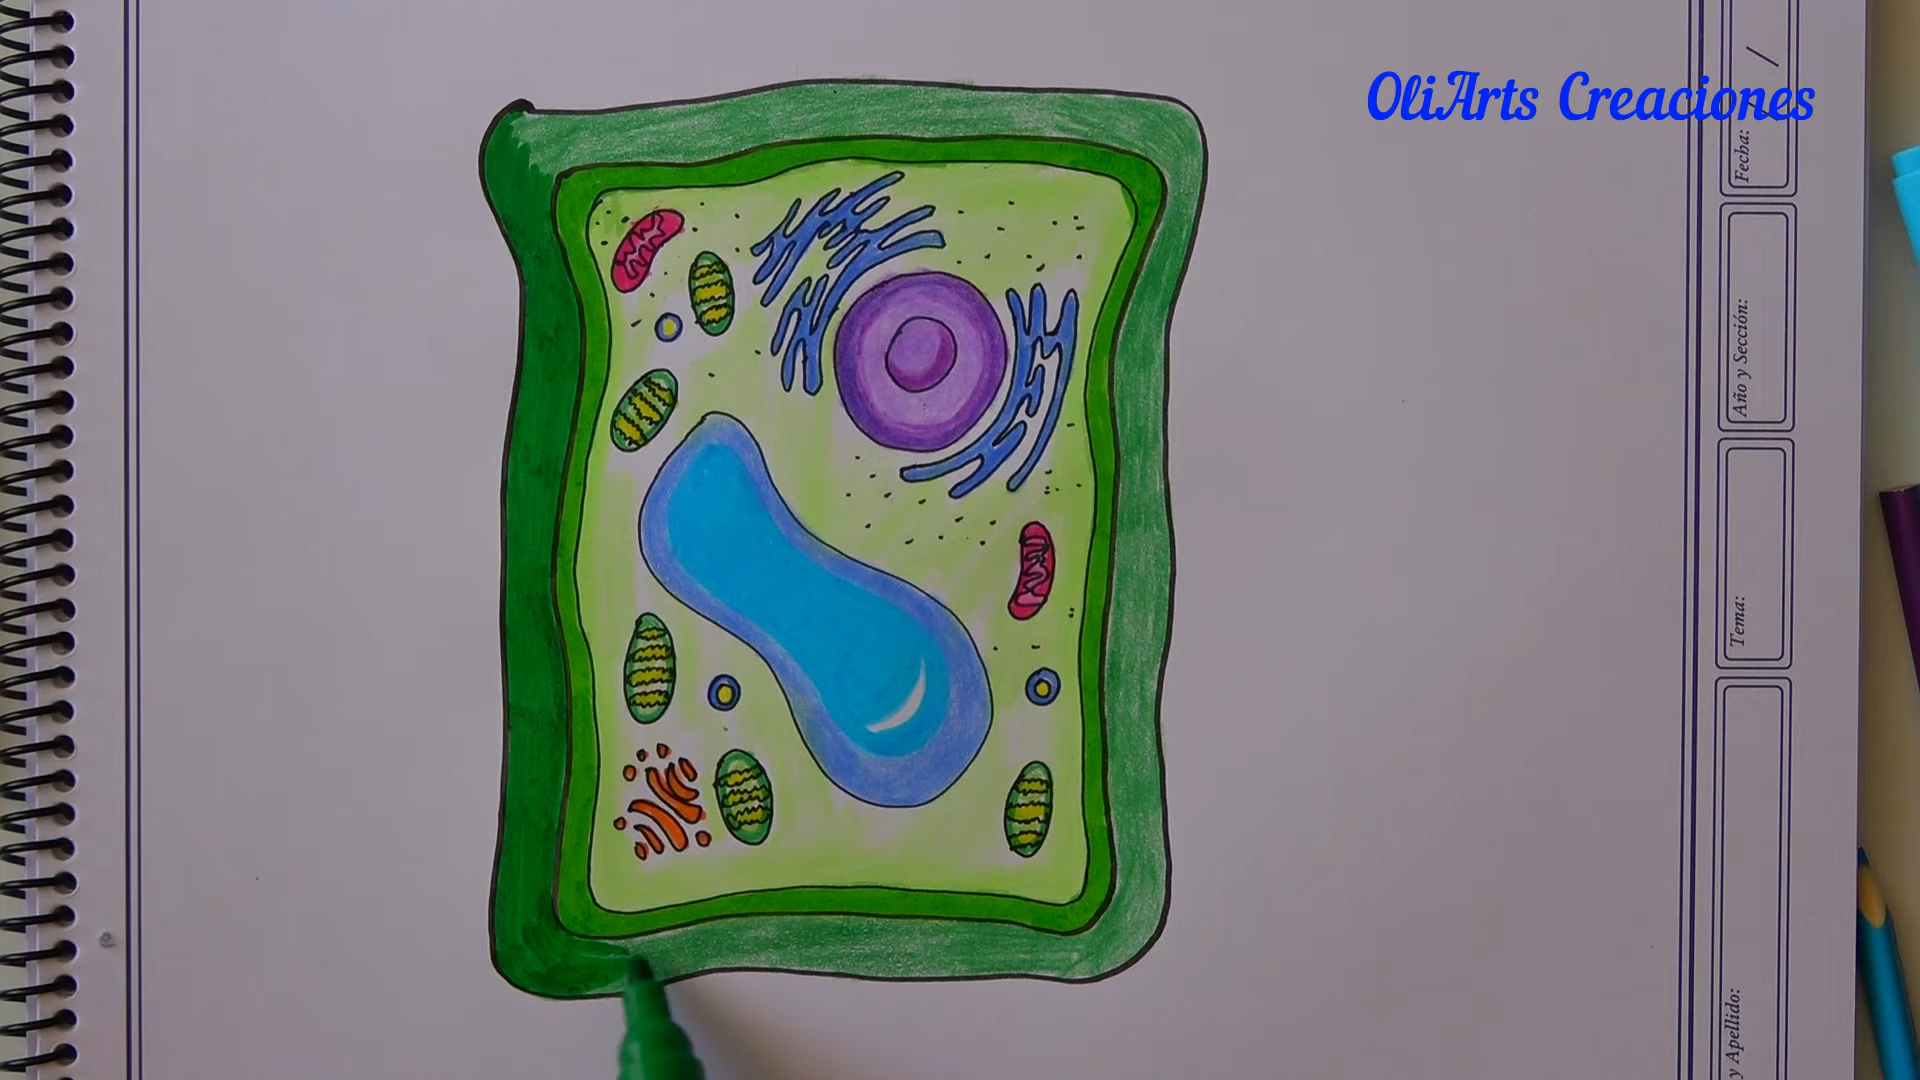 OliArts Creaciones
Fecha: / /
Año y Sección:
Tema:
y Apellido: